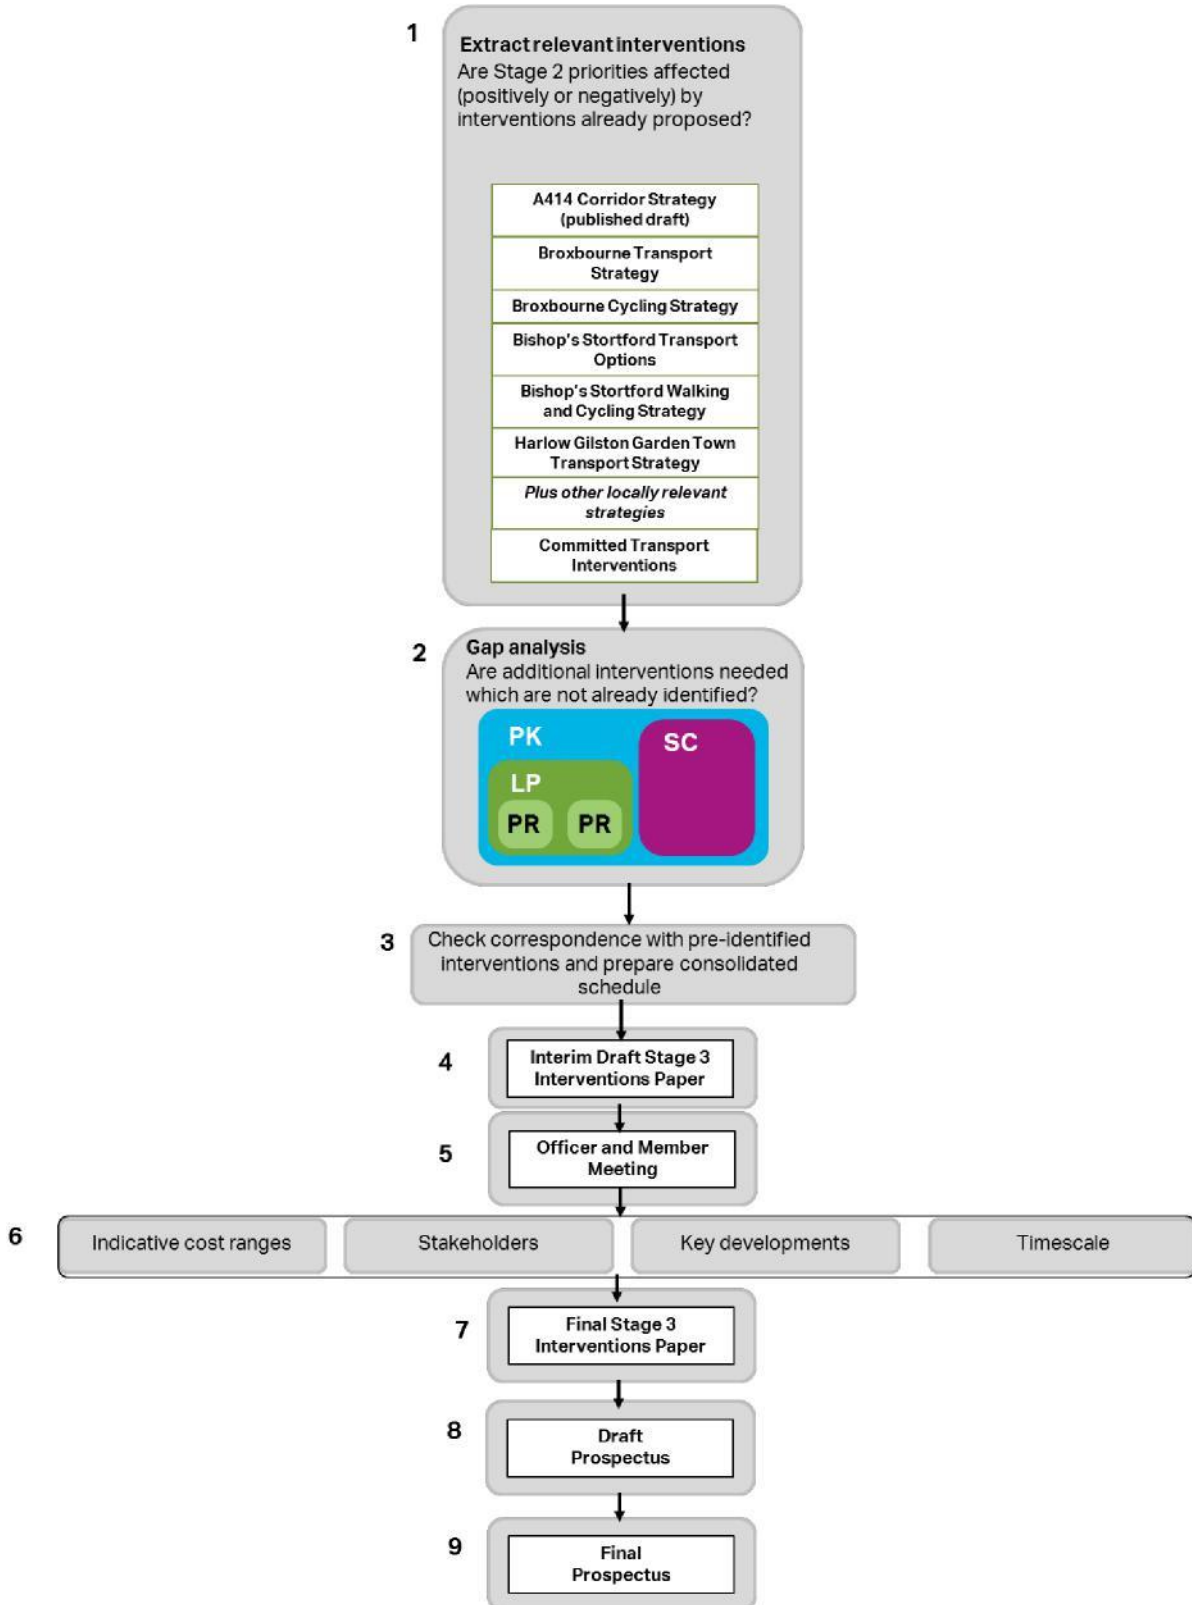 1
Extract relevant interventions
Are Stage 2 priorities affected
(positively or negatively) by
interventions already proposed?
A414 Corridor Strategy
(published draft)
Broxbourne Transport
Strategy
Broxbourne Cycling Strategy
Bishop's Stortford Transport
Options
Bishop's Stortford Walking
and Cycling Strategy
Harlow Gilston Garden Town
Transport Strategy
Plus other locally relevant
strategies
Committed Transport
Interventions
2
Gap analysis
Are additional interventions needed
which are not already identified?
PK
SC
LP
PR PR
3
Check correspondence with pre-identified
interventions and prepare consolidated
schedule
4
Interim Draft Stage 3
Interventions Paper
5
Officer and Member
Meeting
6
Indicative cost ranges
Stakeholders
Key developments
Timescale
7
Final Stage 3
Interventions Paper
8
Draft
Prospectus
9
Final
Prospectus